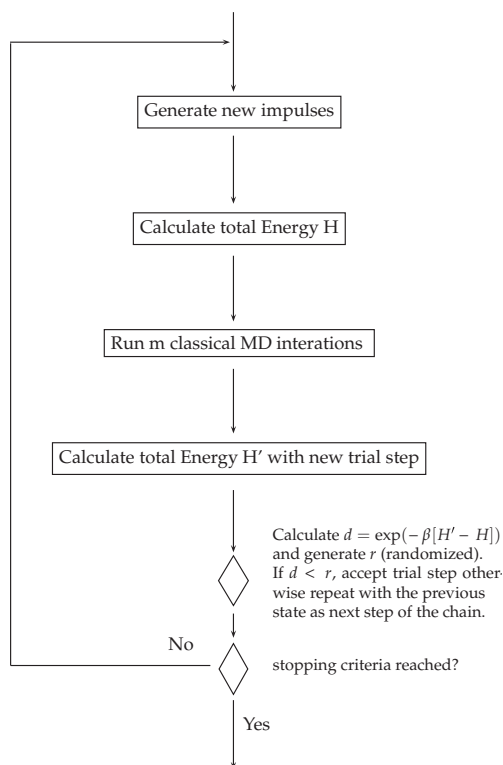 Generate new impulses
Calculate total Energy H
Run m classical MD interations
Calculate total Energy H' with new trial step
Calculate d = exp(−β[H′ − H])
and generate r (randomized).
If d < r, accept trial step other-
wise repeat with the previous
state as next step of the chain.
No
stopping criteria reached?
Yes